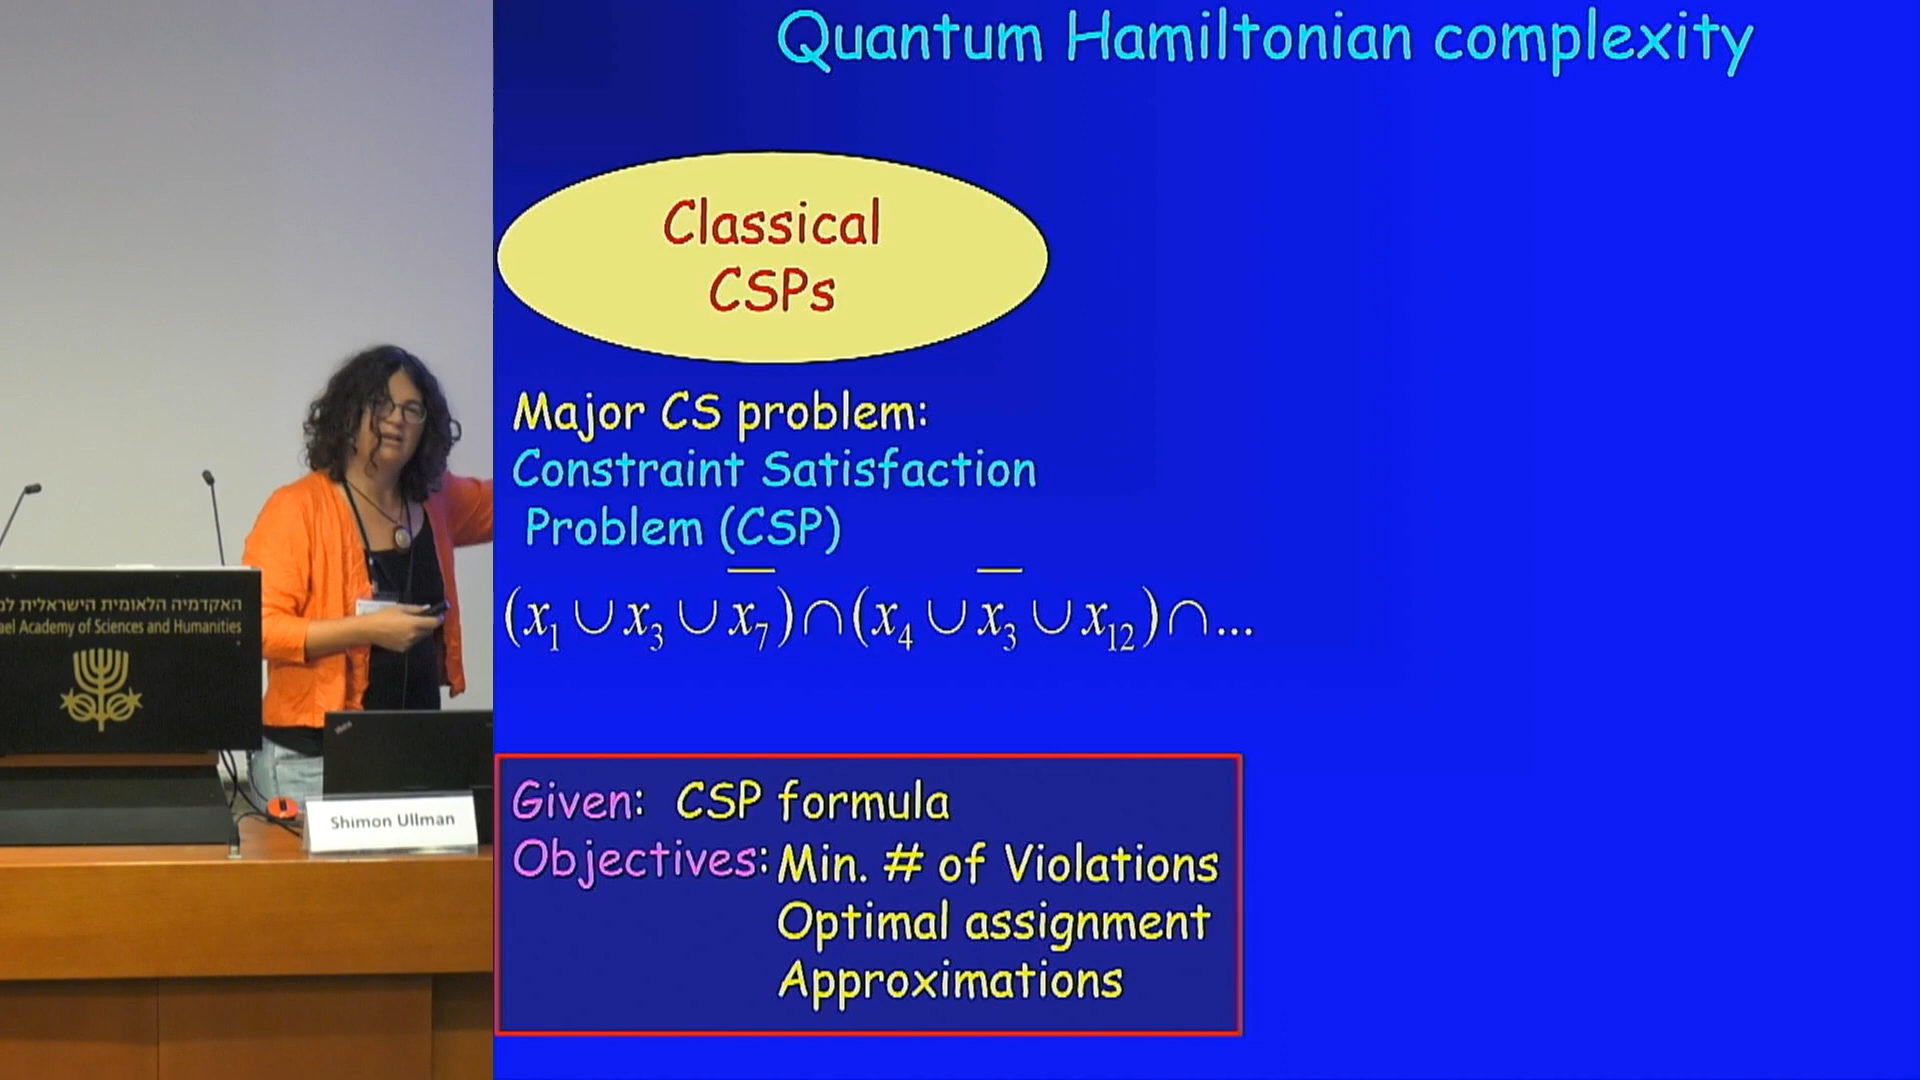 Quantum Hamiltonian complexity
Classical
CSPs
Major CS problem:
Constraint Satisfaction
Problem (CSP)
(x₁ ∪ x₃ ∪ x̅₇) ∩ (x₄ ∪ x̅₃ ∪ x₁₂) ∩ ...
Given: CSP formula
Objectives: Min. # of Violations
Optimal assignment
Approximations
האקדמיה הלאומית הישראלית למ
ael Academy of Sciences and Humanities
Shimon Ullman